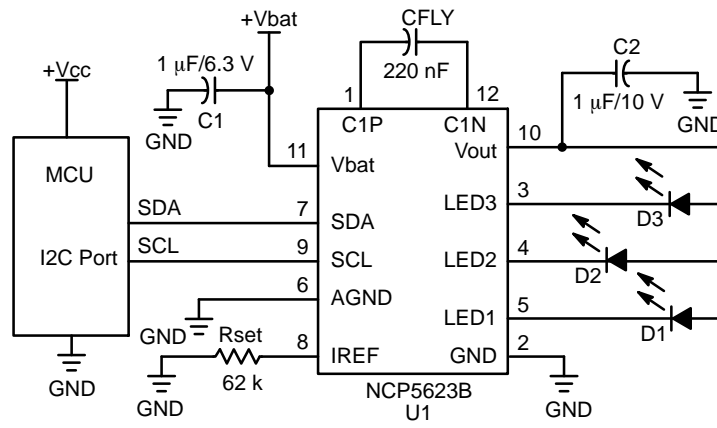 +Vbat
CFLY
C2
+Vcc
1 μF/6.3 V
220 nF
1 μF/10 V
1
12
GND
C1
C1P
C1N
10
GND
11
Vbat
Vout
MCU
LED3
3
SDA
7
SDA
D3
I2C Port
SCL
9
SCL
LED2
4
D2
6
AGND
GND
Rset
LED1
5
D1
8
IREF
GND
2
GND
GND
62 k
NCP5623B
GND
U1